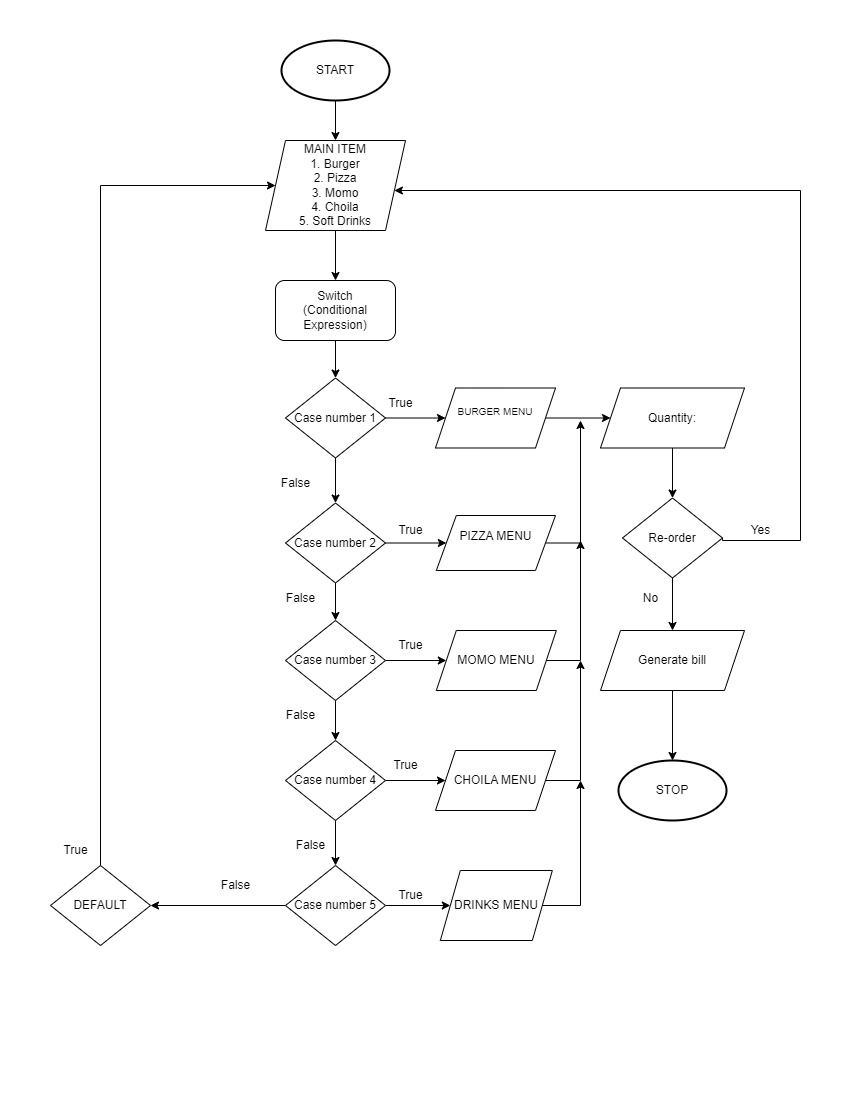 START
MAIN ITEM
1. Burger
2. Pizza
3. Momo
4. Choila
5. Soft Drinks
Switch
(Conditional
Expression)
Case number 1
True
BURGER MENU
Quantity:
False
Case number 2
True
PIZZA MENU
Re-order
Yes
False
No
Case number 3
True
MOMO MENU
Generate bill
False
Case number 4
True
CHOILA MENU
STOP
False
True
DEFAULT
False
Case number 5
True
DRINKS MENU